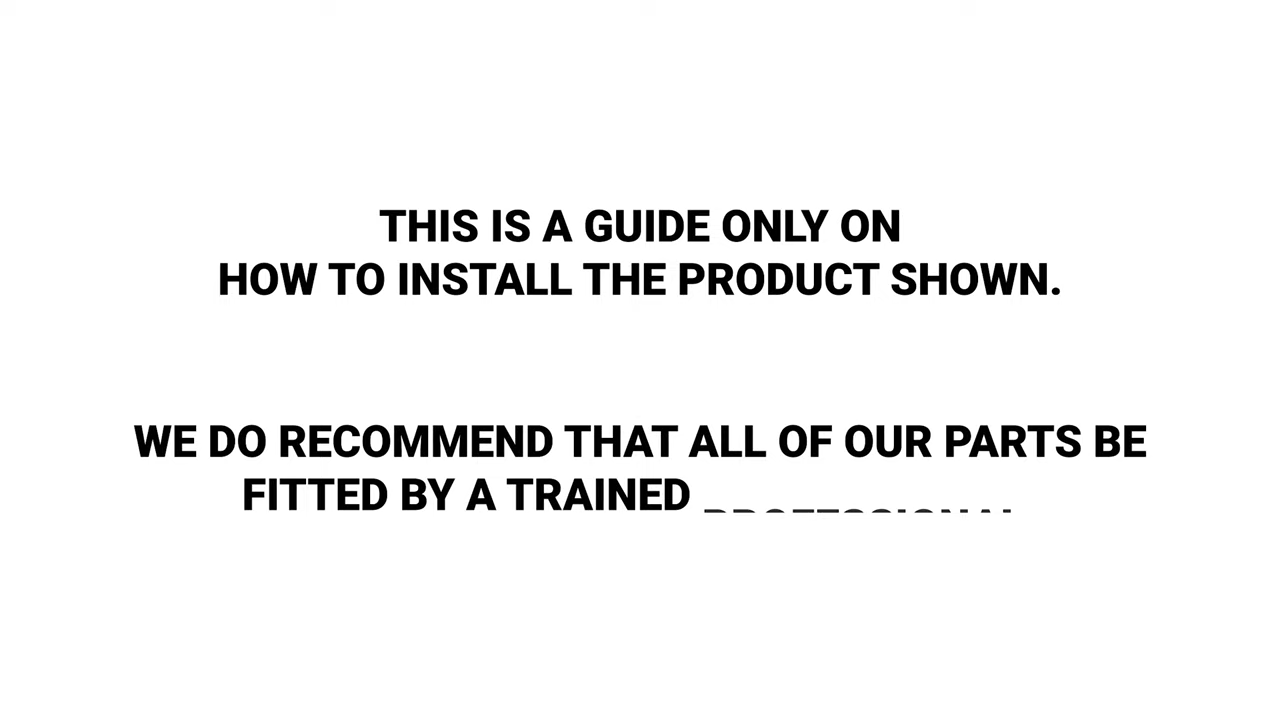 THIS IS A GUIDE ONLY ON
HOW TO INSTALL THE PRODUCT SHOWN.
WE DO RECOMMEND THAT ALL OF OUR PARTS BE
FITTED BY A TRAINED